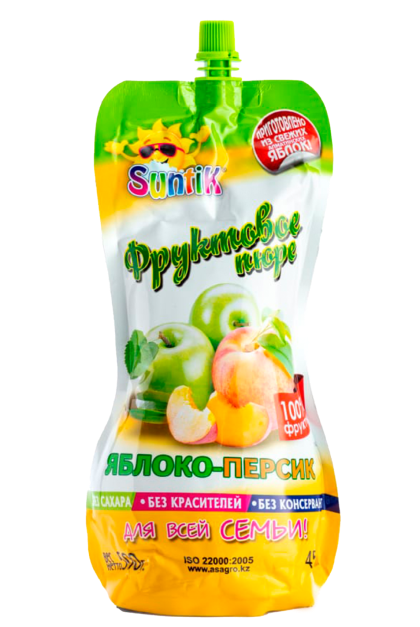 ПРИГОТОВЛЕНО
ИЗ СВЕЖИХ
ЯБЛОК!
Suntik
Фруктовое
пюре
100%
фрукт
ЯБЛОКО-ПЕРСИК
БЕЗ САХАРА • БЕЗ КРАСИТЕЛЕЙ • БЕЗ КОНСЕРВАН
ДЛЯ ВСЕЙ СЕМЬИ!
ISO 22000:2005
www.asagro.kz